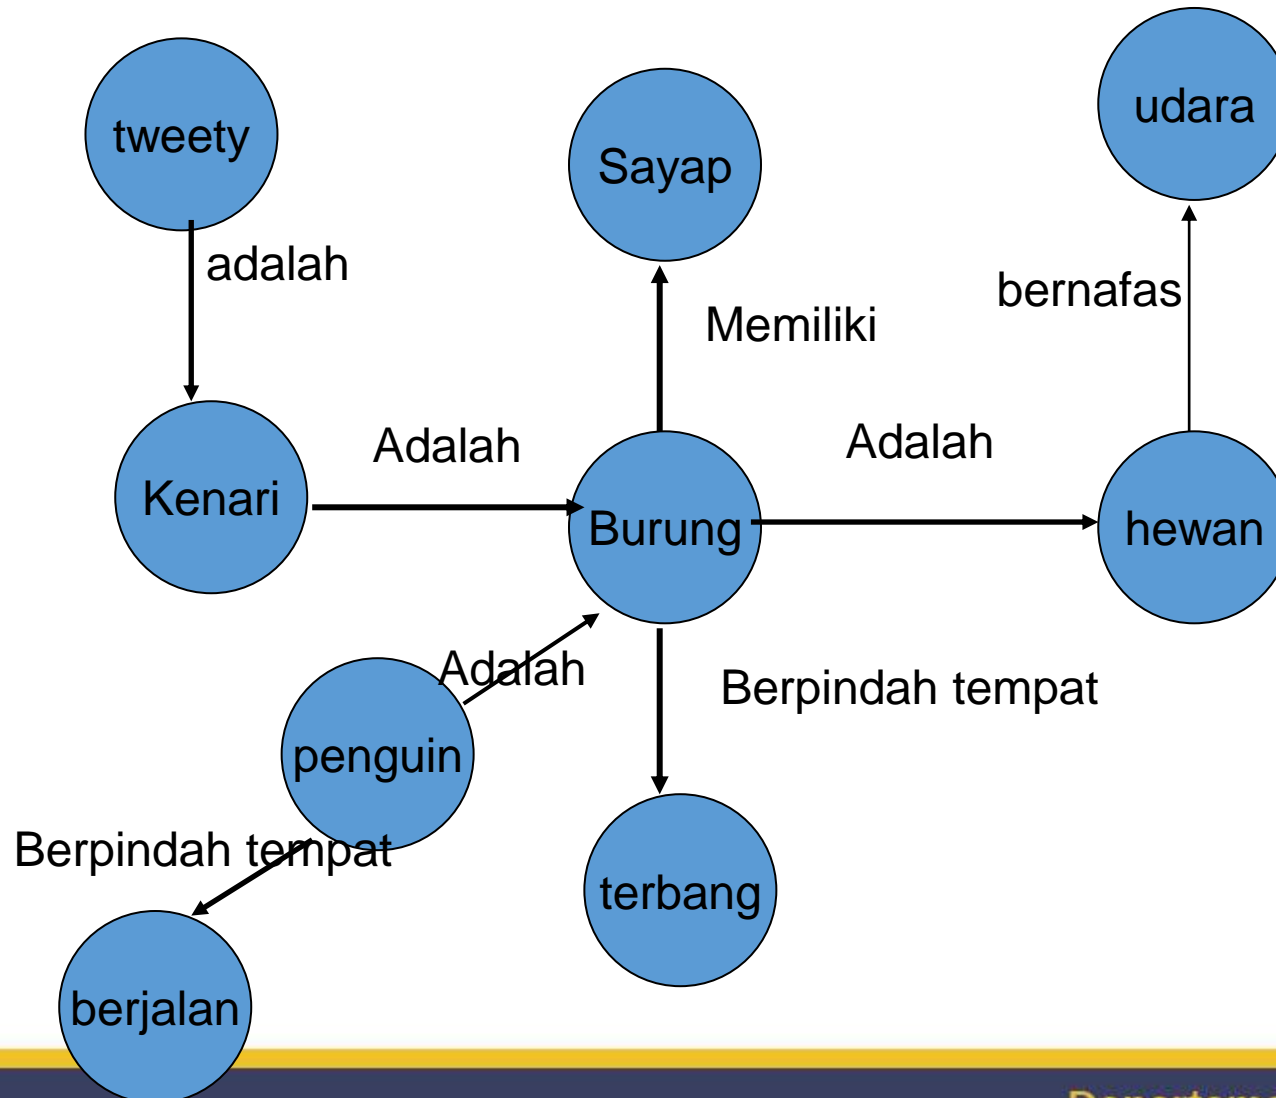 tweety
Sayap
udara
adalah
bernafas
Memiliki
Adalah
Adalah
Kenari
Burung
hewan
Adalah
Berpindah tempat
penguin
Berpindah tempat
terbang
berjalan